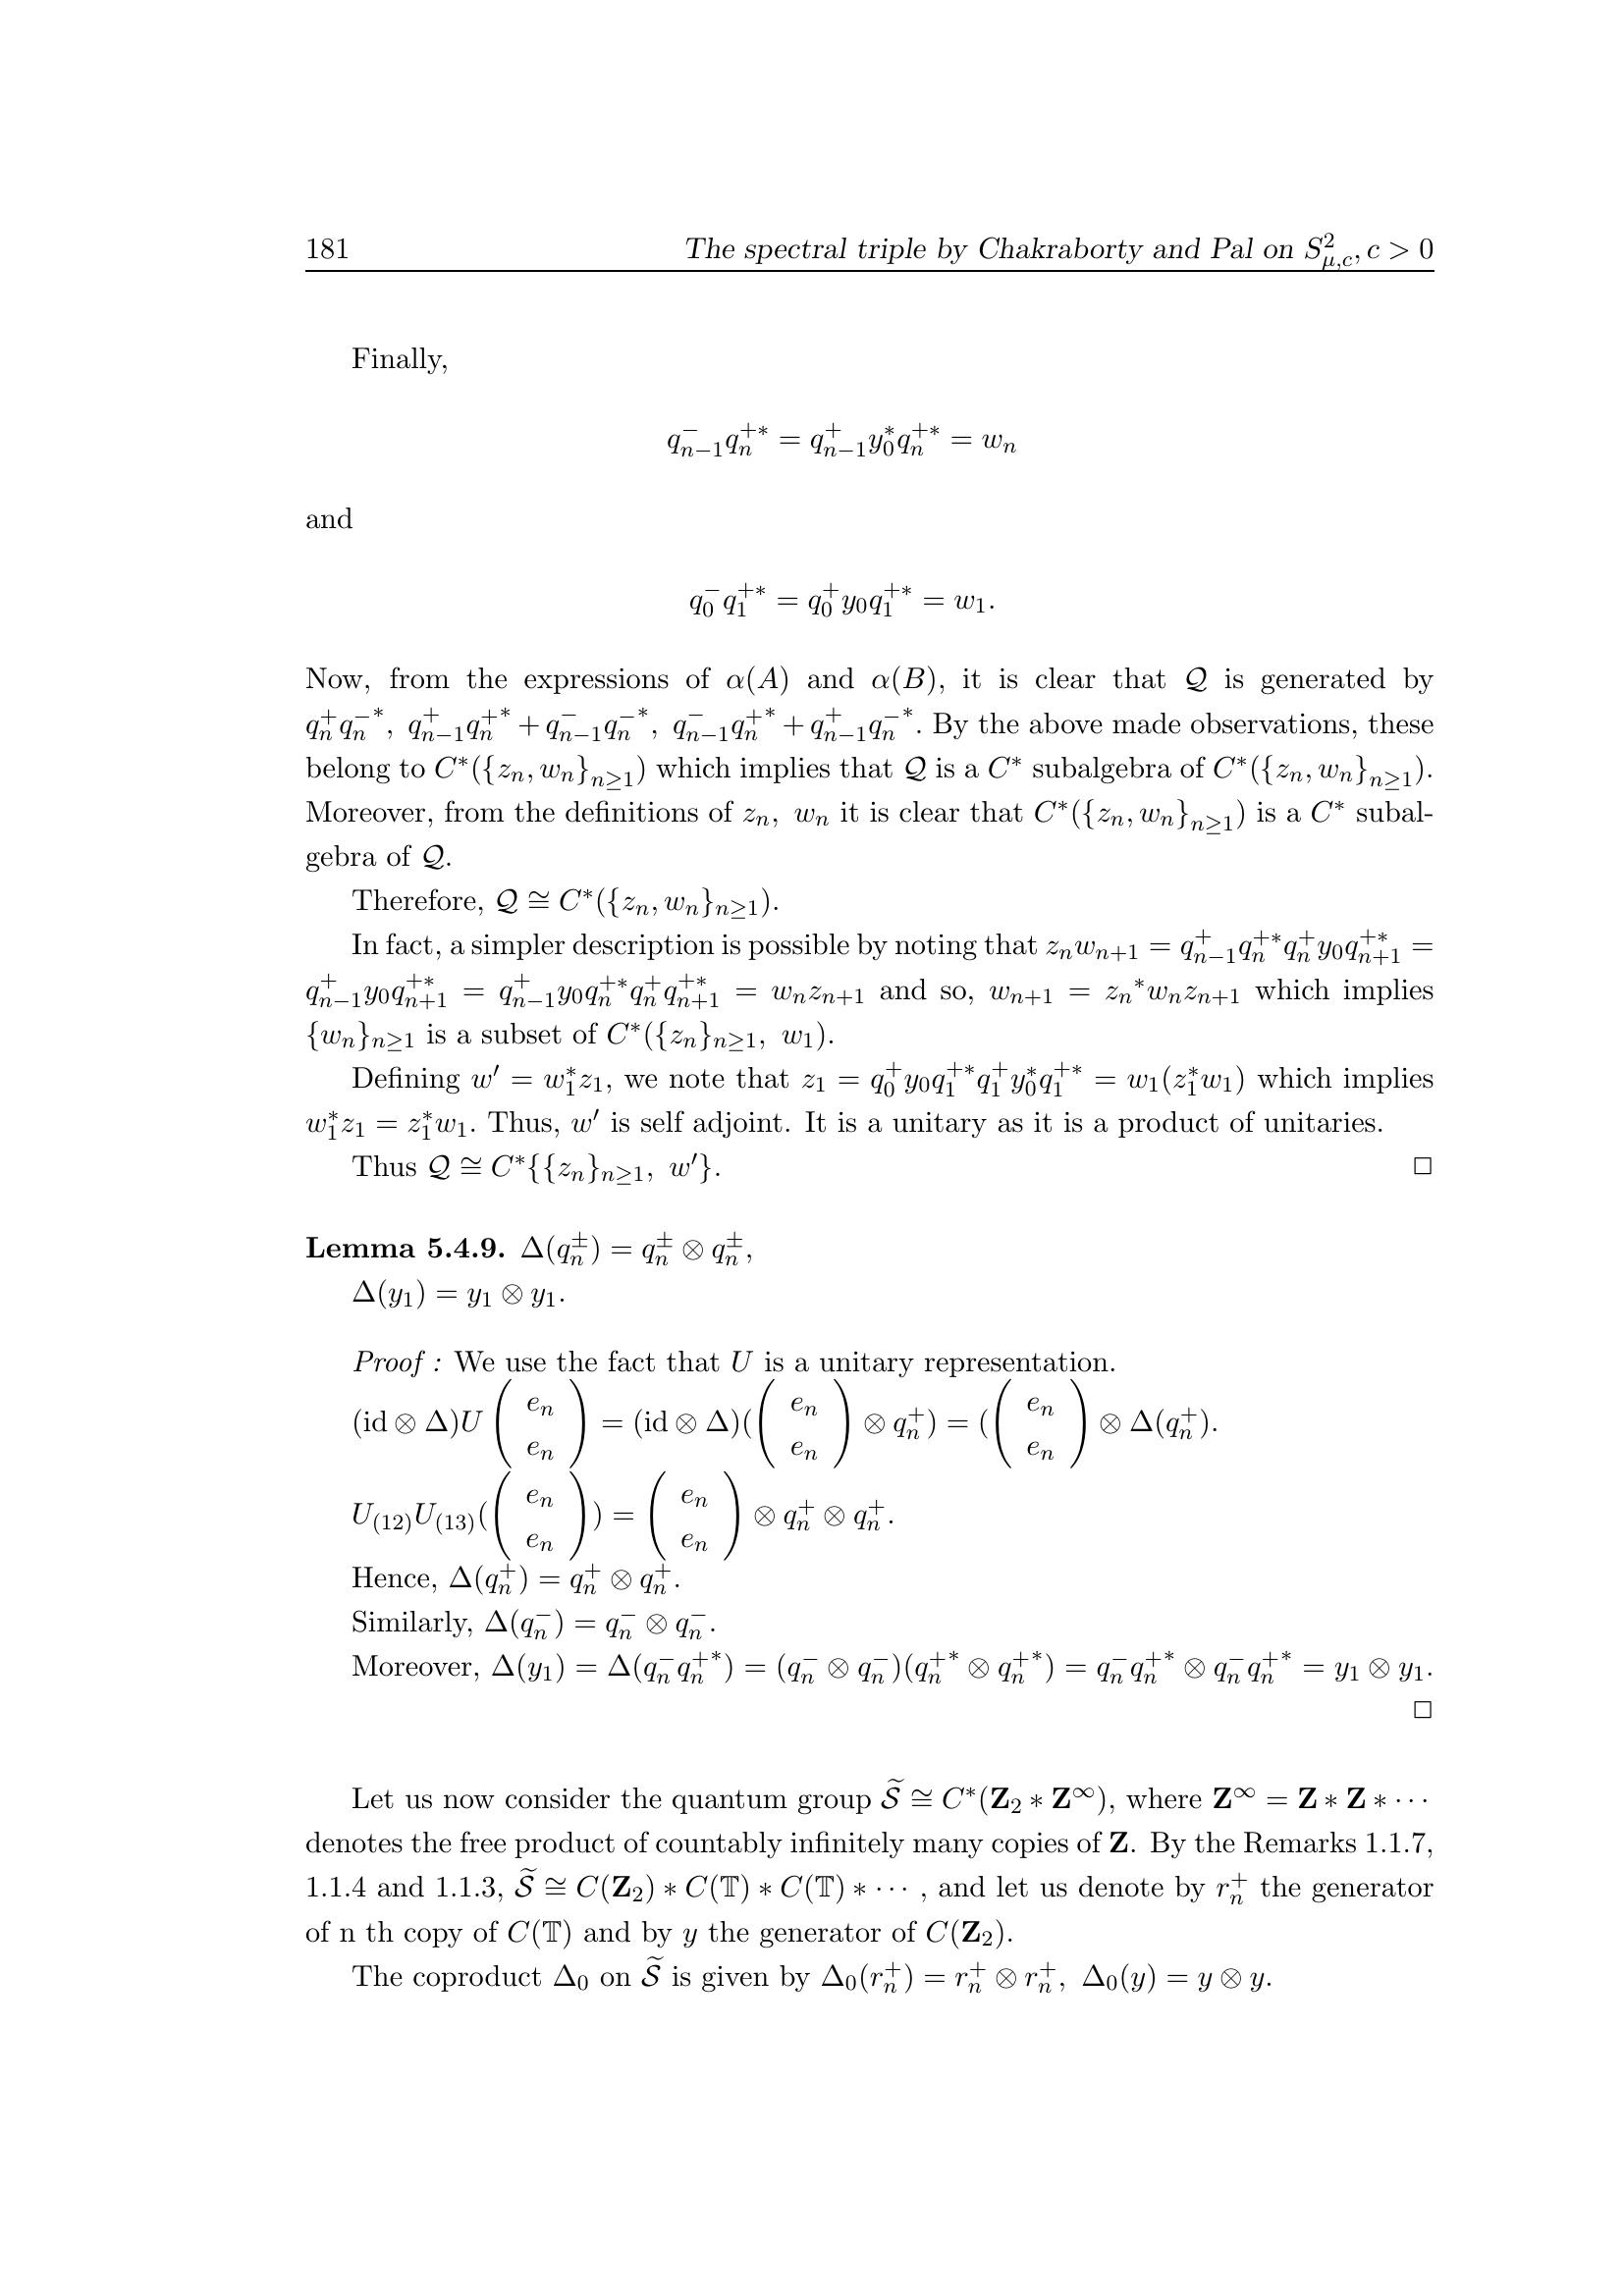 181 The spectral triple by Chakraborty and Pal on $S^2_{\mu,c}, c > 0$
Finally,
$q^-_{n-1}q^{+*}_n = q^+_{n-1}y^*_0q^{+*}_n = w_n$
and
$q^-_0q^{+*}_1 = q^+_0y_0q^{+*}_1 = w_1.$
Now, from the expressions of $\alpha(A)$ and $\alpha(B)$, it is clear that $\mathcal{Q}$ is generated by
$q^+_n{q^-_n}^*,\ q^+_{n-1}{q^+_n}^* + q^-_{n-1}{q^-_n}^*,\ q^-_{n-1}{q^+_n}^* + q^+_{n-1}{q^-_n}^*$. By the above made observations, these
belong to $C^*(\{z_n, w_n\}_{n\geq 1})$ which implies that $\mathcal{Q}$ is a $C^*$ subalgebra of $C^*(\{z_n, w_n\}_{n\geq 1})$.
Moreover, from the definitions of $z_n,\ w_n$ it is clear that $C^*(\{z_n, w_n\}_{n\geq 1})$ is a $C^*$ subal-
gebra of $\mathcal{Q}$.
Therefore, $\mathcal{Q} \cong C^*(\{z_n, w_n\}_{n\geq 1})$.
In fact, a simpler description is possible by noting that $z_nw_{n+1} = q^+_{n-1}q^{+*}_nq^+_ny_0q^{+*}_{n+1} =$
$q^+_{n-1}y_0q^{+*}_{n+1} = q^+_{n-1}y_0q^{+*}_nq^+_nq^{+*}_{n+1} = w_nz_{n+1}$ and so, $w_{n+1} = {z_n}^*w_nz_{n+1}$ which implies
$\{w_n\}_{n\geq 1}$ is a subset of $C^*(\{z_n\}_{n\geq 1},\ w_1)$.
Defining $w' = w^*_1z_1$, we note that $z_1 = q^+_0y_0q^{+*}_1q^+_1y^*_0q^{+*}_1 = w_1(z^*_1w_1)$ which implies
$w^*_1z_1 = z^*_1w_1$. Thus, $w'$ is self adjoint. It is a unitary as it is a product of unitaries.
Thus $\mathcal{Q} \cong C^*\{\{z_n\}_{n\geq 1},\ w'\}$. □
Lemma 5.4.9. $\Delta(q^\pm_n) = q^\pm_n \otimes q^\pm_n,$
$\Delta(y_1) = y_1 \otimes y_1.$
Proof : We use the fact that $U$ is a unitary representation.
$(\mathrm{id} \otimes \Delta)U\begin{pmatrix} e_n \\ e_n \end{pmatrix} = (\mathrm{id} \otimes \Delta)(\begin{pmatrix} e_n \\ e_n \end{pmatrix} \otimes q^+_n) = (\begin{pmatrix} e_n \\ e_n \end{pmatrix} \otimes \Delta(q^+_n).$
$U_{(12)}U_{(13)}(\begin{pmatrix} e_n \\ e_n \end{pmatrix}) = \begin{pmatrix} e_n \\ e_n \end{pmatrix} \otimes q^+_n \otimes q^+_n.$
Hence, $\Delta(q^+_n) = q^+_n \otimes q^+_n.$
Similarly, $\Delta(q^-_n) = q^-_n \otimes q^-_n.$
Moreover, $\Delta(y_1) = \Delta(q^-_n{q^+_n}^*) = (q^-_n \otimes q^-_n)({q^+_n}^* \otimes {q^+_n}^*) = q^-_n{q^+_n}^* \otimes q^-_n{q^+_n}^* = y_1 \otimes y_1.$
□
Let us now consider the quantum group $\widetilde{\mathcal{S}} \cong C^*(\mathbf{Z}_2 * \mathbf{Z}^\infty)$, where $\mathbf{Z}^\infty = \mathbf{Z} * \mathbf{Z} * \cdots$
denotes the free product of countably infinitely many copies of $\mathbf{Z}$. By the Remarks 1.1.7,
1.1.4 and 1.1.3, $\widetilde{\mathcal{S}} \cong C(\mathbf{Z}_2) * C(\mathbb{T}) * C(\mathbb{T}) * \cdots$ , and let us denote by $r^+_n$ the generator
of n th copy of $C(\mathbb{T})$ and by $y$ the generator of $C(\mathbf{Z}_2)$.
The coproduct $\Delta_0$ on $\widetilde{\mathcal{S}}$ is given by $\Delta_0(r^+_n) = r^+_n \otimes r^+_n,\ \Delta_0(y) = y \otimes y.$